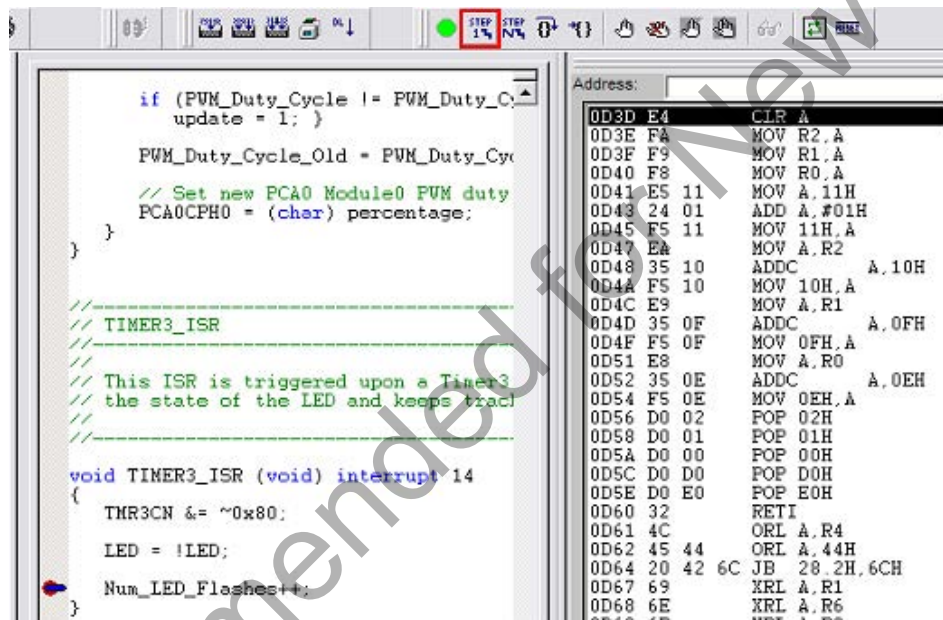 STEP STEP
1 N
if (PWM_Duty_Cycle != PWM_Duty_Cy
update = 1; }
PWM_Duty_Cycle_Old = PWM_Duty_Cyc
// Set new PCA0 Module0 PWM duty
PCA0CPH0 = (char) percentage;
}
}
//------------------------------------
// TIMER3_ISR
//------------------------------------
//
// This ISR is triggered upon a Timer3
// the state of the LED and keeps trac
//
//------------------------------------
void TIMER3_ISR (void) interrupt 14
{
TMR3CN &= ~0x80;
LED = !LED;
Num_LED_Flashes++;
}
Address:
0D3D E4 CLR A
0D3E FA MOV R2,A
0D3F F9 MOV R1,A
0D40 F8 MOV R0,A
0D41 E5 11 MOV A,11H
0D43 24 01 ADD A,#01H
0D45 F5 11 MOV 11H,A
0D47 EA MOV A,R2
0D48 35 10 ADDC A,10H
0D4A F5 10 MOV 10H,A
0D4C E9 MOV A,R1
0D4D 35 0F ADDC A,0FH
0D4F F5 0F MOV 0FH,A
0D51 E8 MOV A,R0
0D52 35 0E ADDC A,0EH
0D54 F5 0E MOV 0EH,A
0D56 D0 02 POP 02H
0D58 D0 01 POP 01H
0D5A D0 00 POP 00H
0D5C D0 D0 POP D0H
0D5E D0 E0 POP E0H
0D60 32 RETI
0D61 4C ORL A,R4
0D62 45 44 ORL A,44H
0D64 20 42 6C JB 28.2H,6CH
0D67 69 XRL A,R1
0D68 6E XRL A,R6
mmended for New